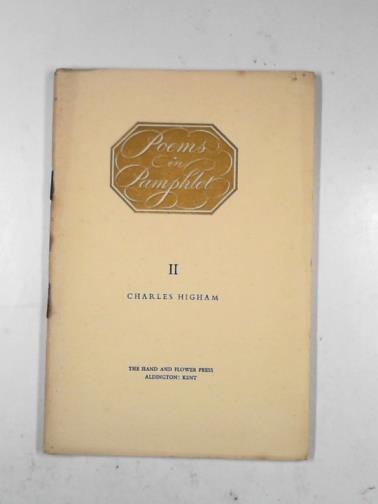 Poems
in
Pamphlet
II
CHARLES HIGHAM
THE HAND AND FLOWER PRESS
ALDINGTON: KENT